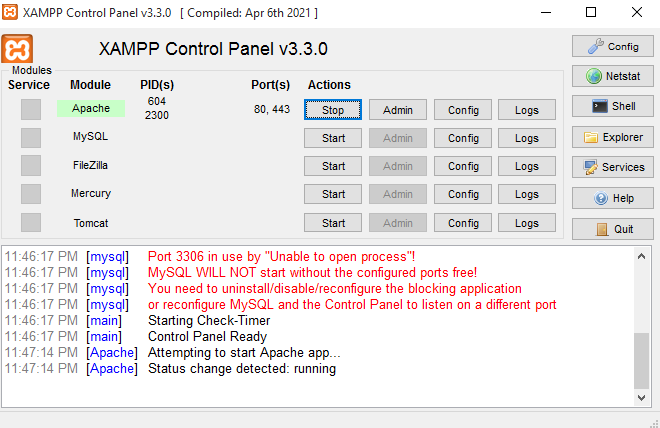 XAMPP Control Panel v3.3.0 [ Compiled: Apr 6th 2021 ]
XAMPP Control Panel v3.3.0
Config
Modules
Service Module PID(s) Port(s) Actions
Netstat
Apache 604 2300 80, 443 Stop Admin Config Logs
Shell
MySQL Start Admin Config Logs
Explorer
FileZilla Start Admin Config Logs
Services
Mercury Start Admin Config Logs
Help
Tomcat Start Admin Config Logs
Quit
11:46:17 PM [mysql] Port 3306 in use by "Unable to open process"!
11:46:17 PM [mysql] MySQL WILL NOT start without the configured ports free!
11:46:17 PM [mysql] You need to uninstall/disable/reconfigure the blocking application
11:46:17 PM [mysql] or reconfigure MySQL and the Control Panel to listen on a different port
11:46:17 PM [main] Starting Check-Timer
11:46:17 PM [main] Control Panel Ready
11:47:14 PM [Apache] Attempting to start Apache app...
11:47:14 PM [Apache] Status change detected: running